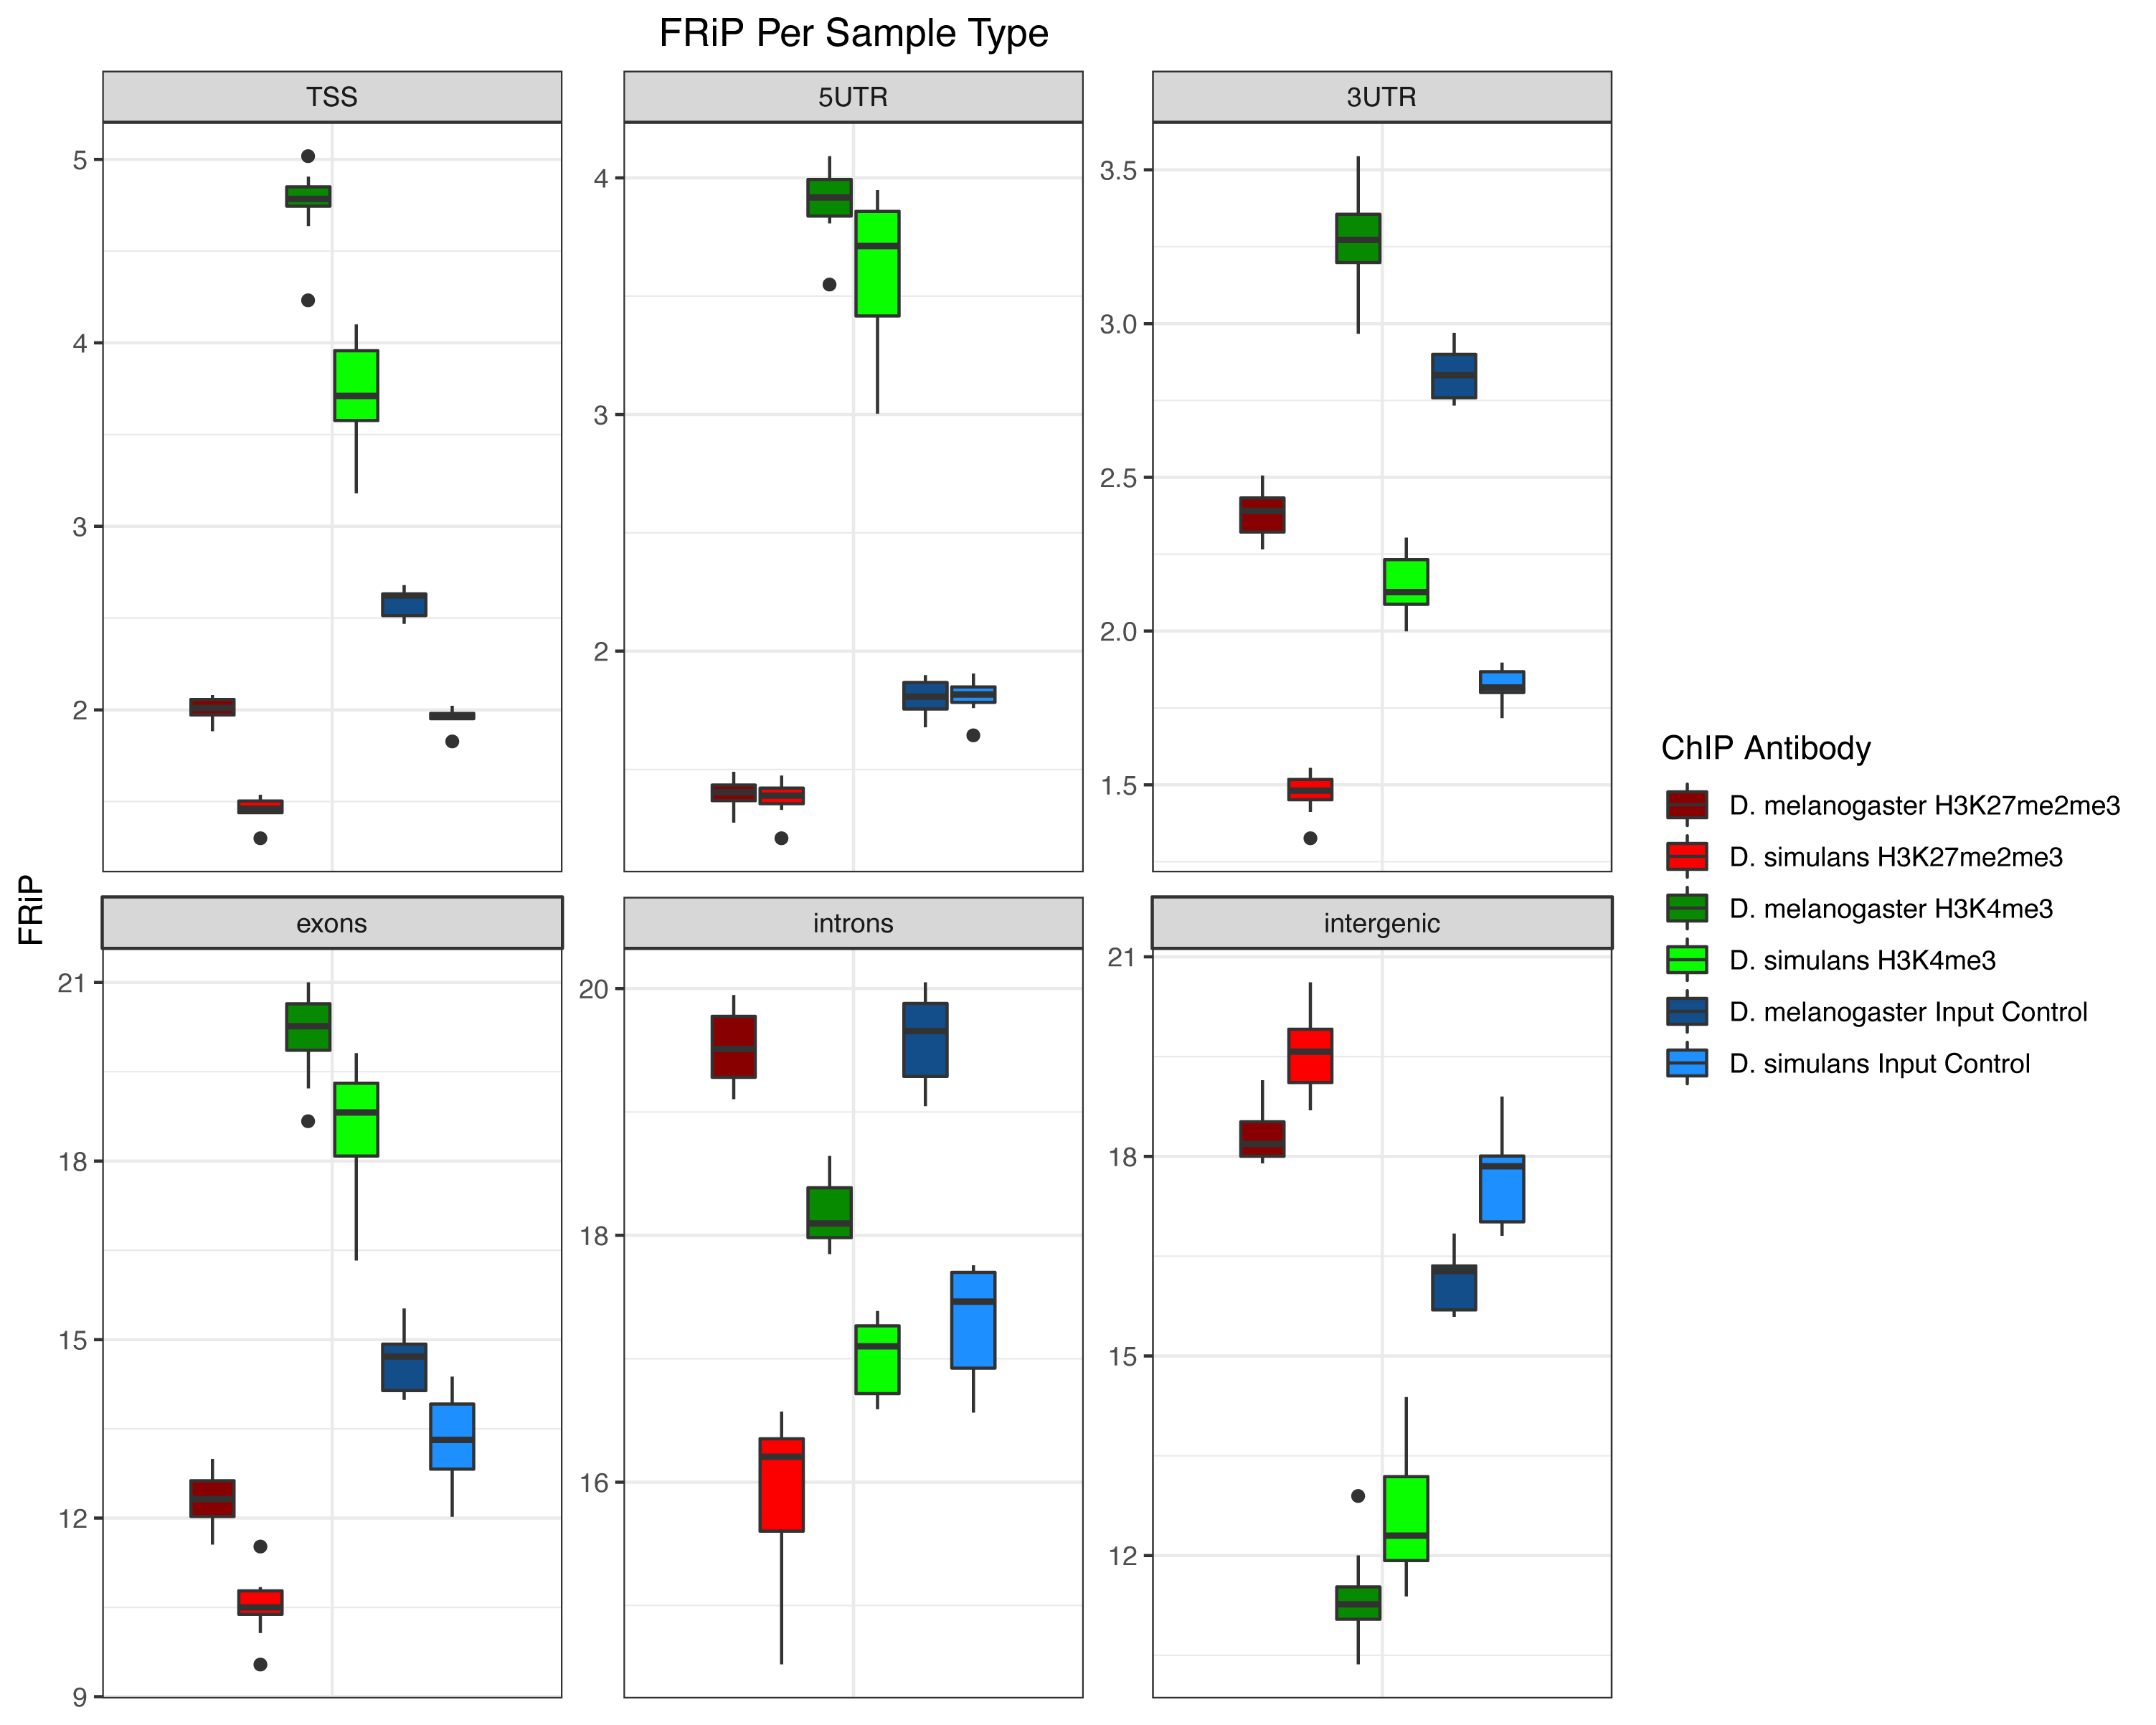 FRiP Per Sample Type
TSS
5UTR
3UTR
5
4
3
2
4
3
2
3.5
3.0
2.5
2.0
1.5
FRiP
exons
introns
intergenic
21
18
15
12
9
20
18
16
21
18
15
12
ChIP Antibody
D. melanogaster H3K27me2me3
D. simulans H3K27me2me3
D. melanogaster H3K4me3
D. simulans H3K4me3
D. melanogaster Input Control
D. simulans Input Control